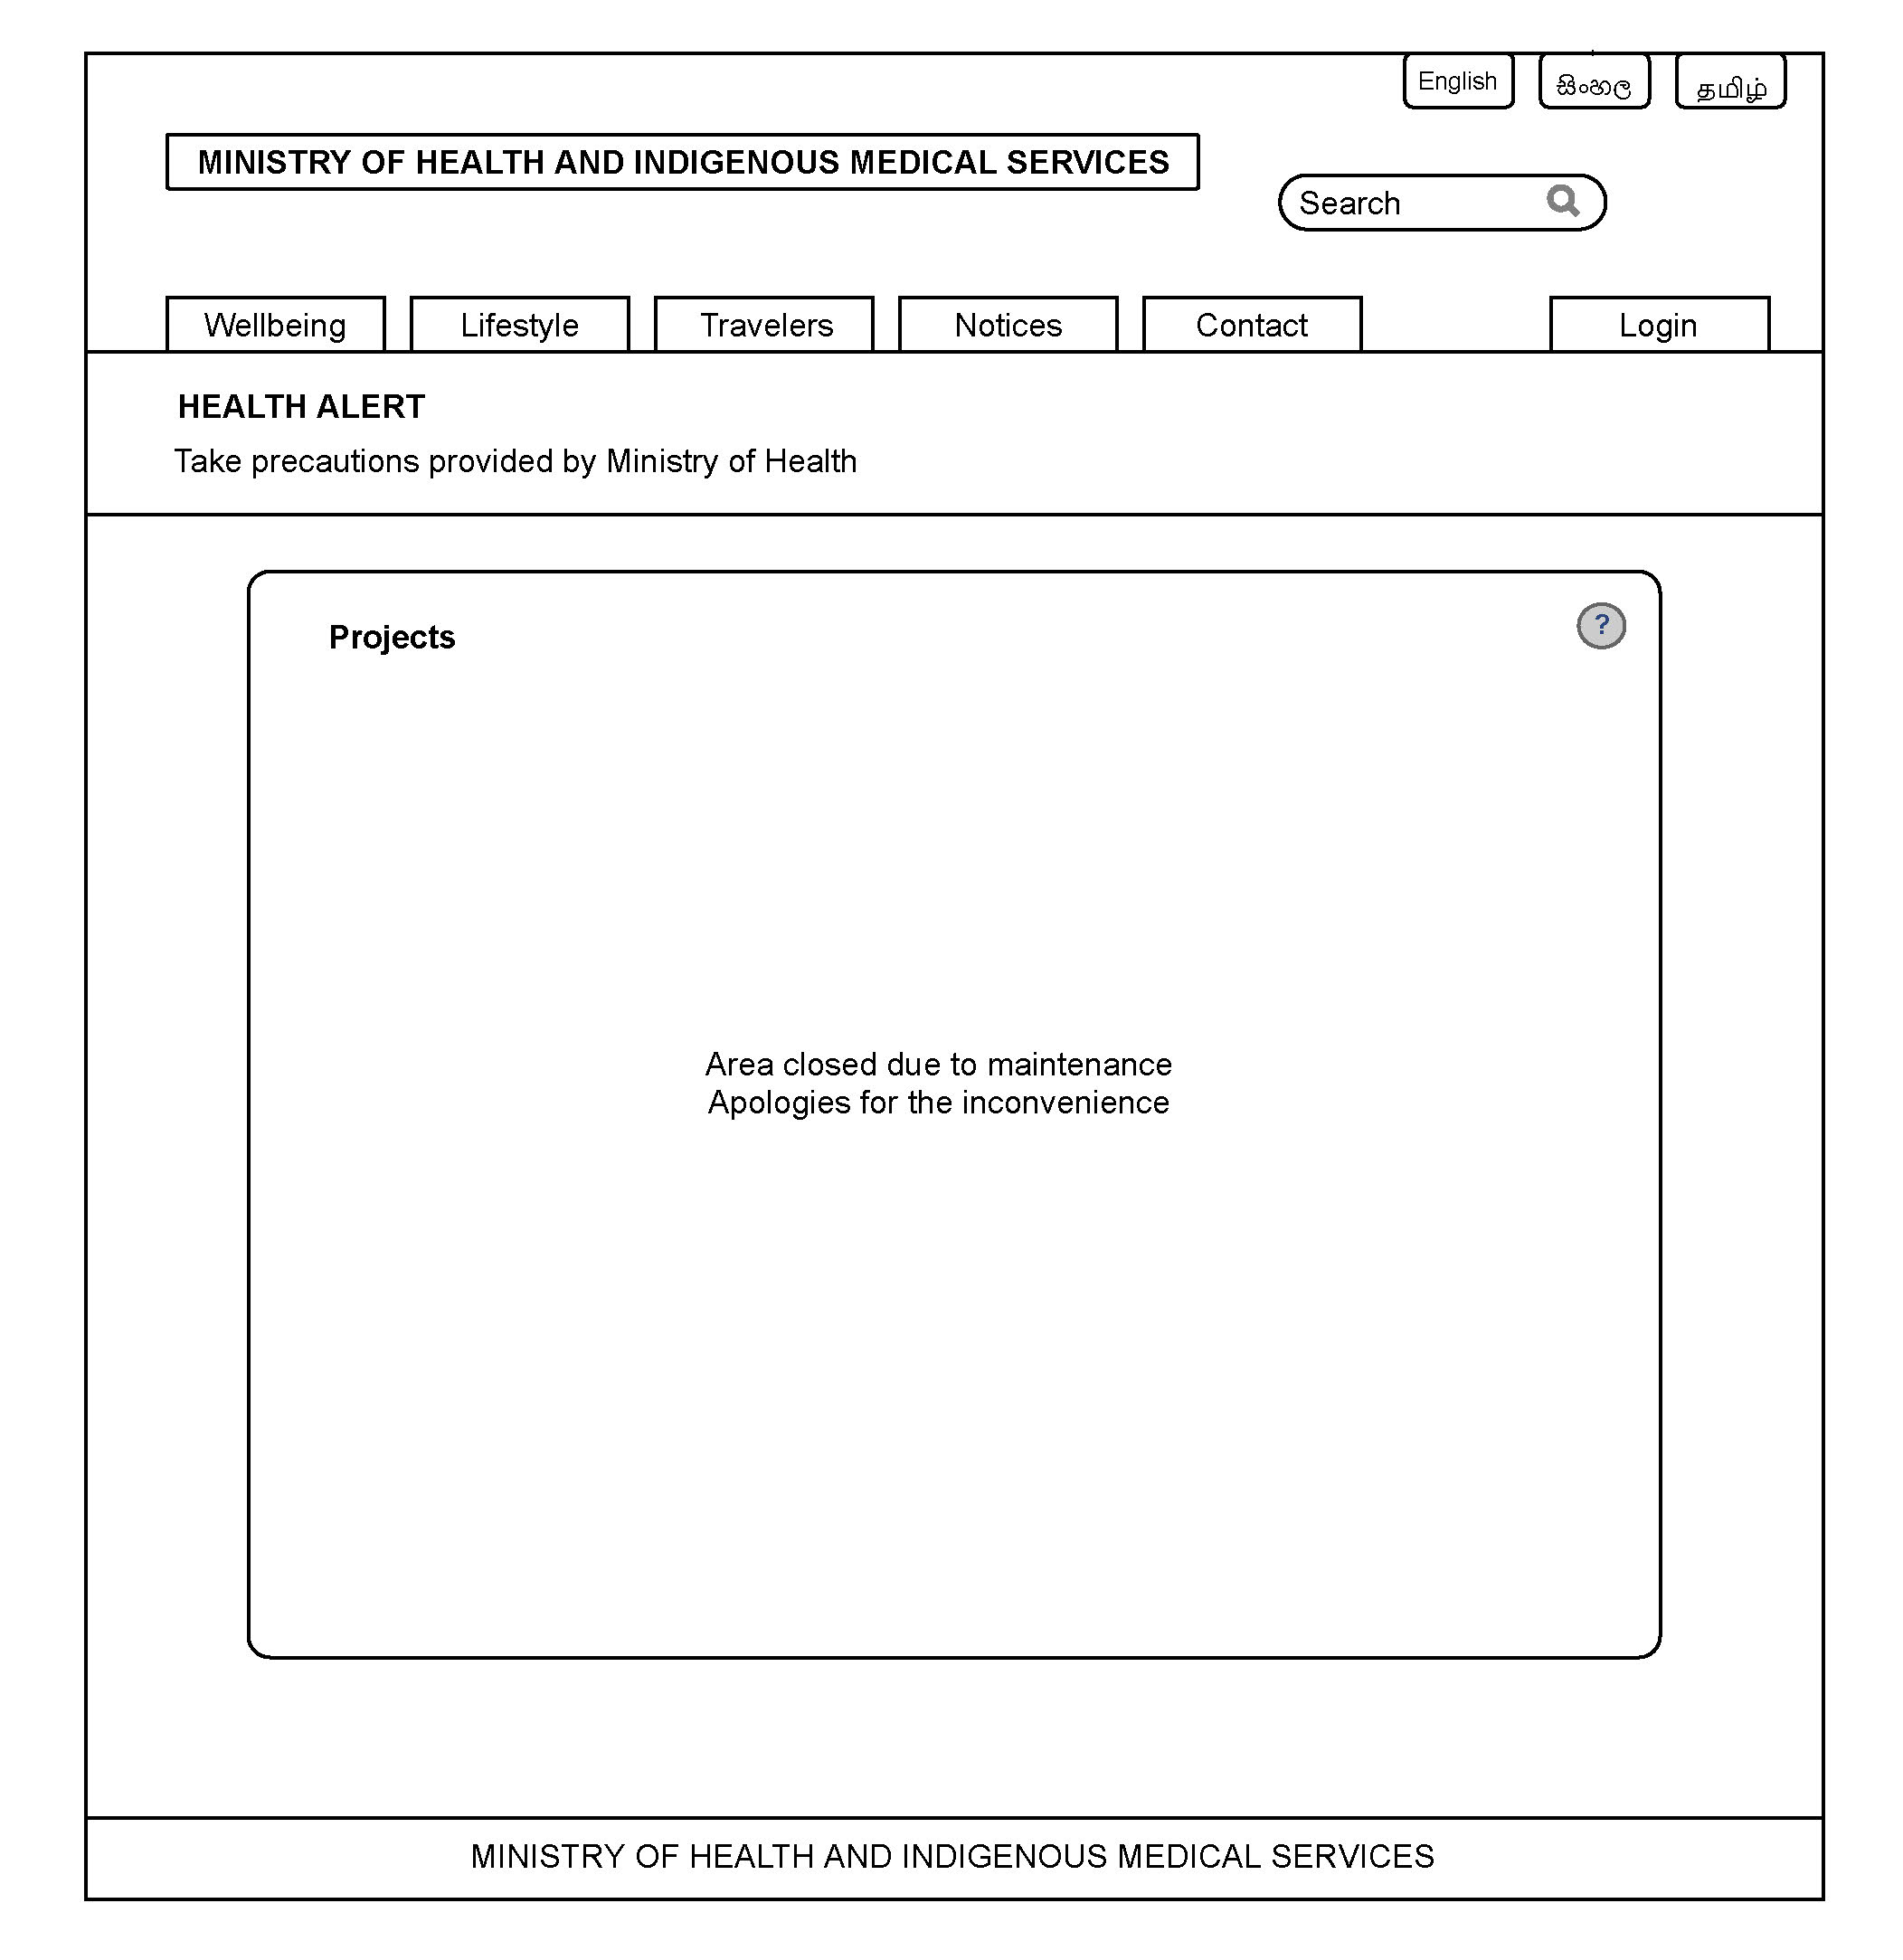 English සිංහල தமிழ்
MINISTRY OF HEALTH AND INDIGENOUS MEDICAL SERVICES
Search
Wellbeing Lifestyle Travelers Notices Contact Login
HEALTH ALERT
Take precautions provided by Ministry of Health
Projects ?
Area closed due to maintenance
Apologies for the inconvenience
MINISTRY OF HEALTH AND INDIGENOUS MEDICAL SERVICES